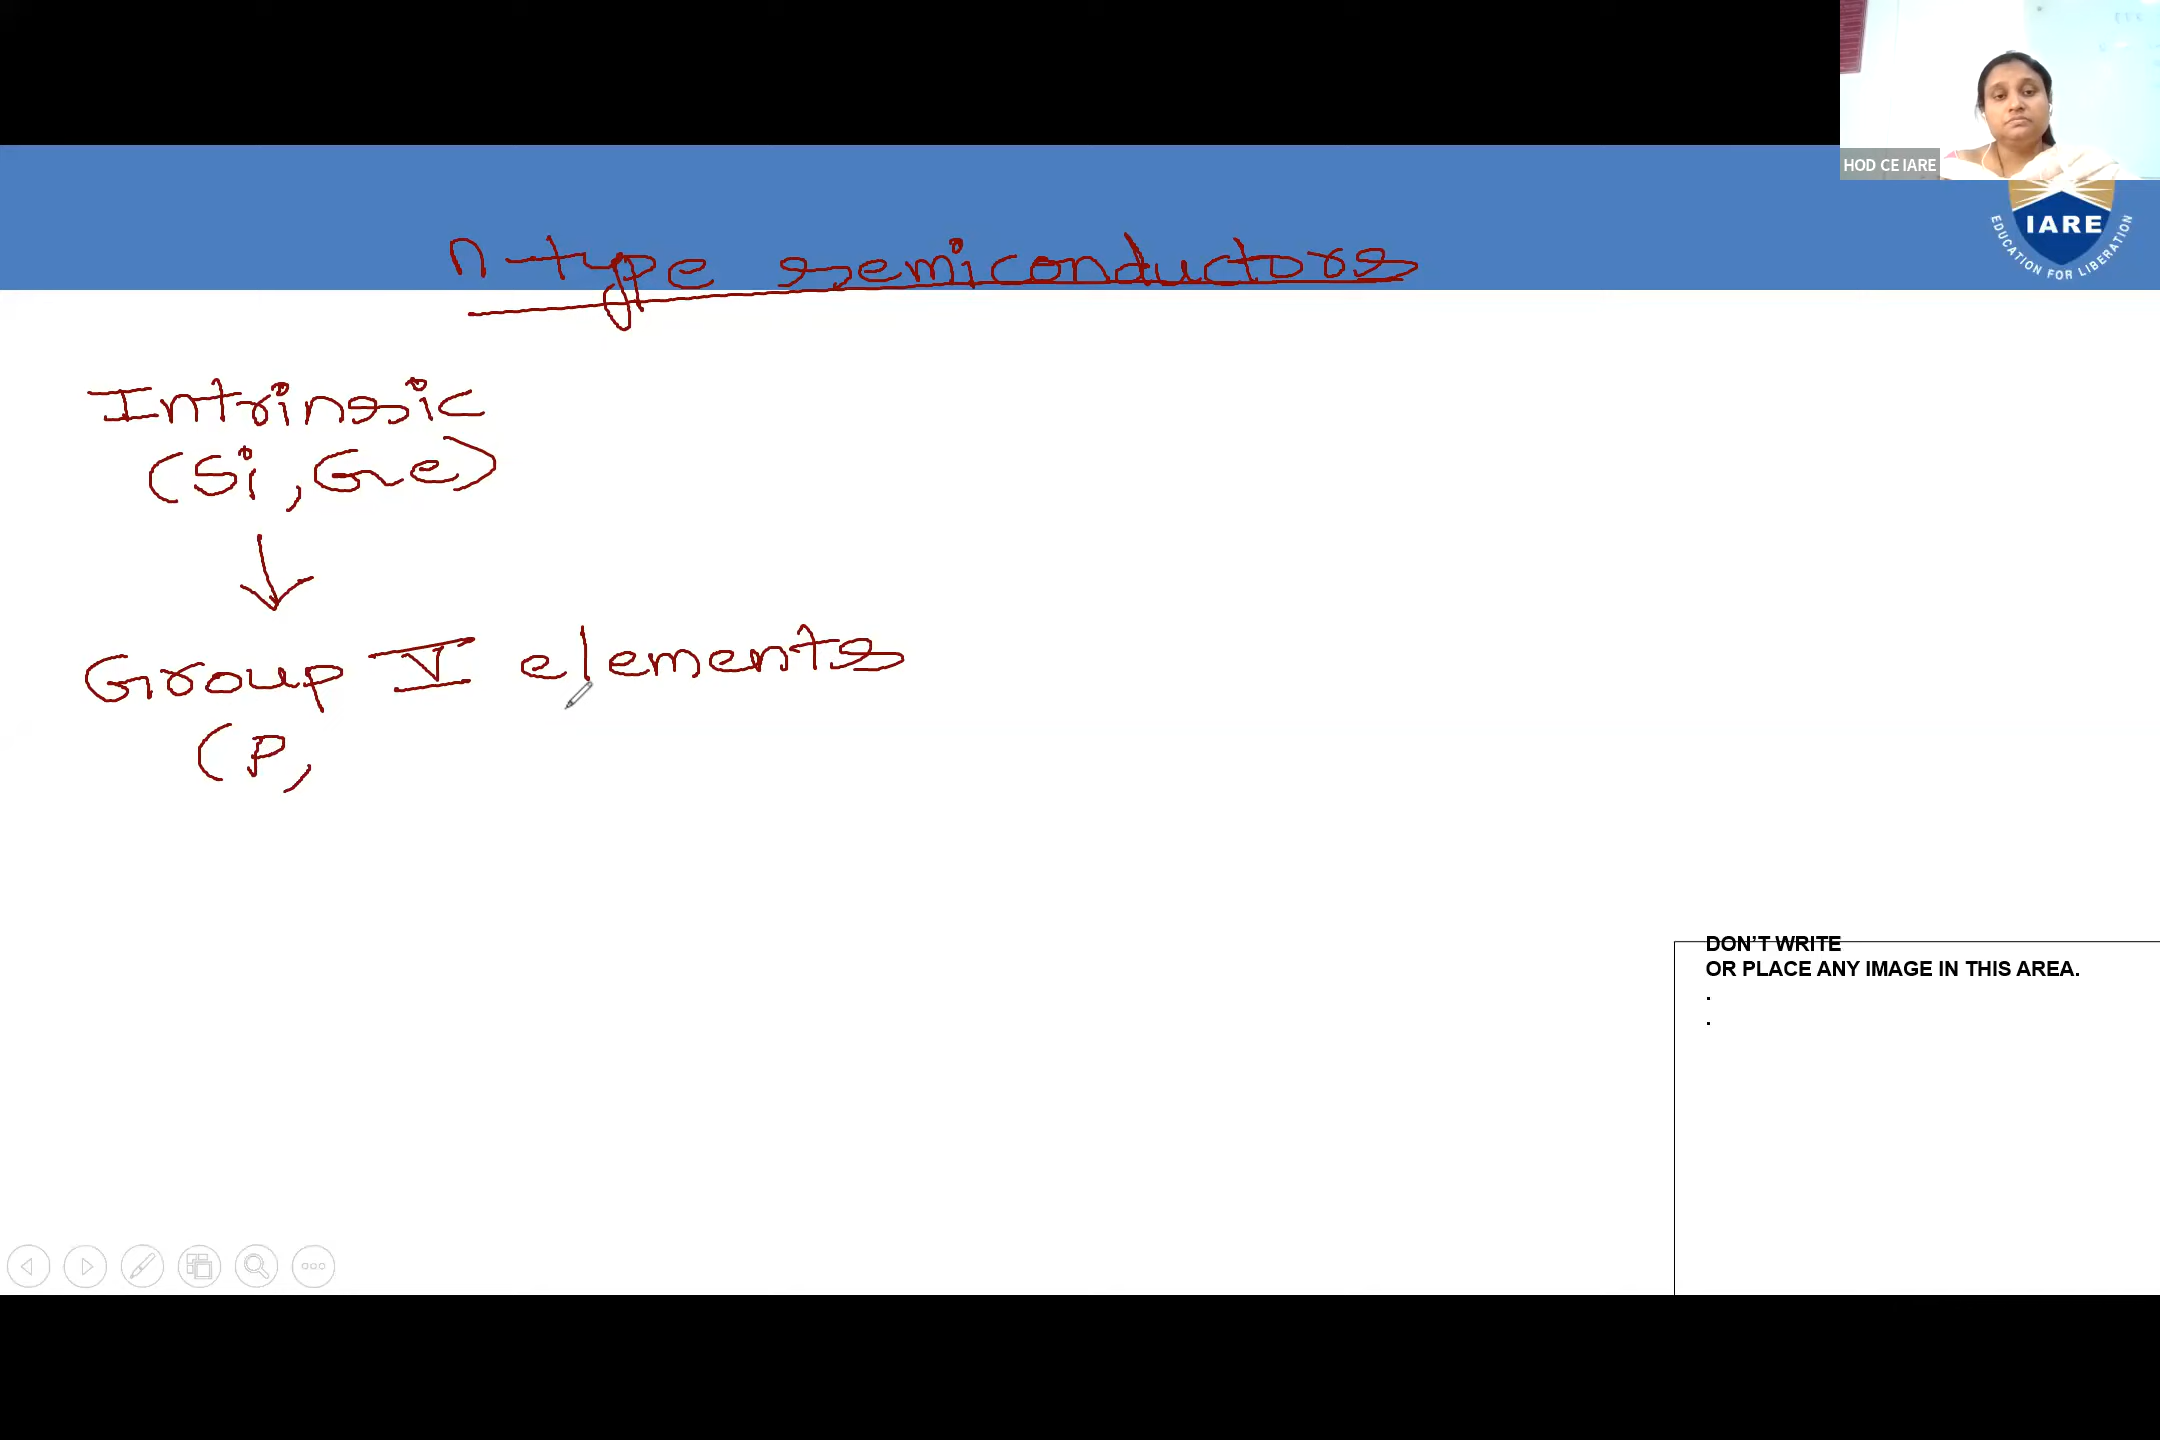 HOD CE IARE
IARE
EDUCATION FOR LIBERATION
n-type semiconductors
Intrinsic
(Si, Ge)
Group V elements
(P,
DON'T WRITE
OR PLACE ANY IMAGE IN THIS AREA.
.
.